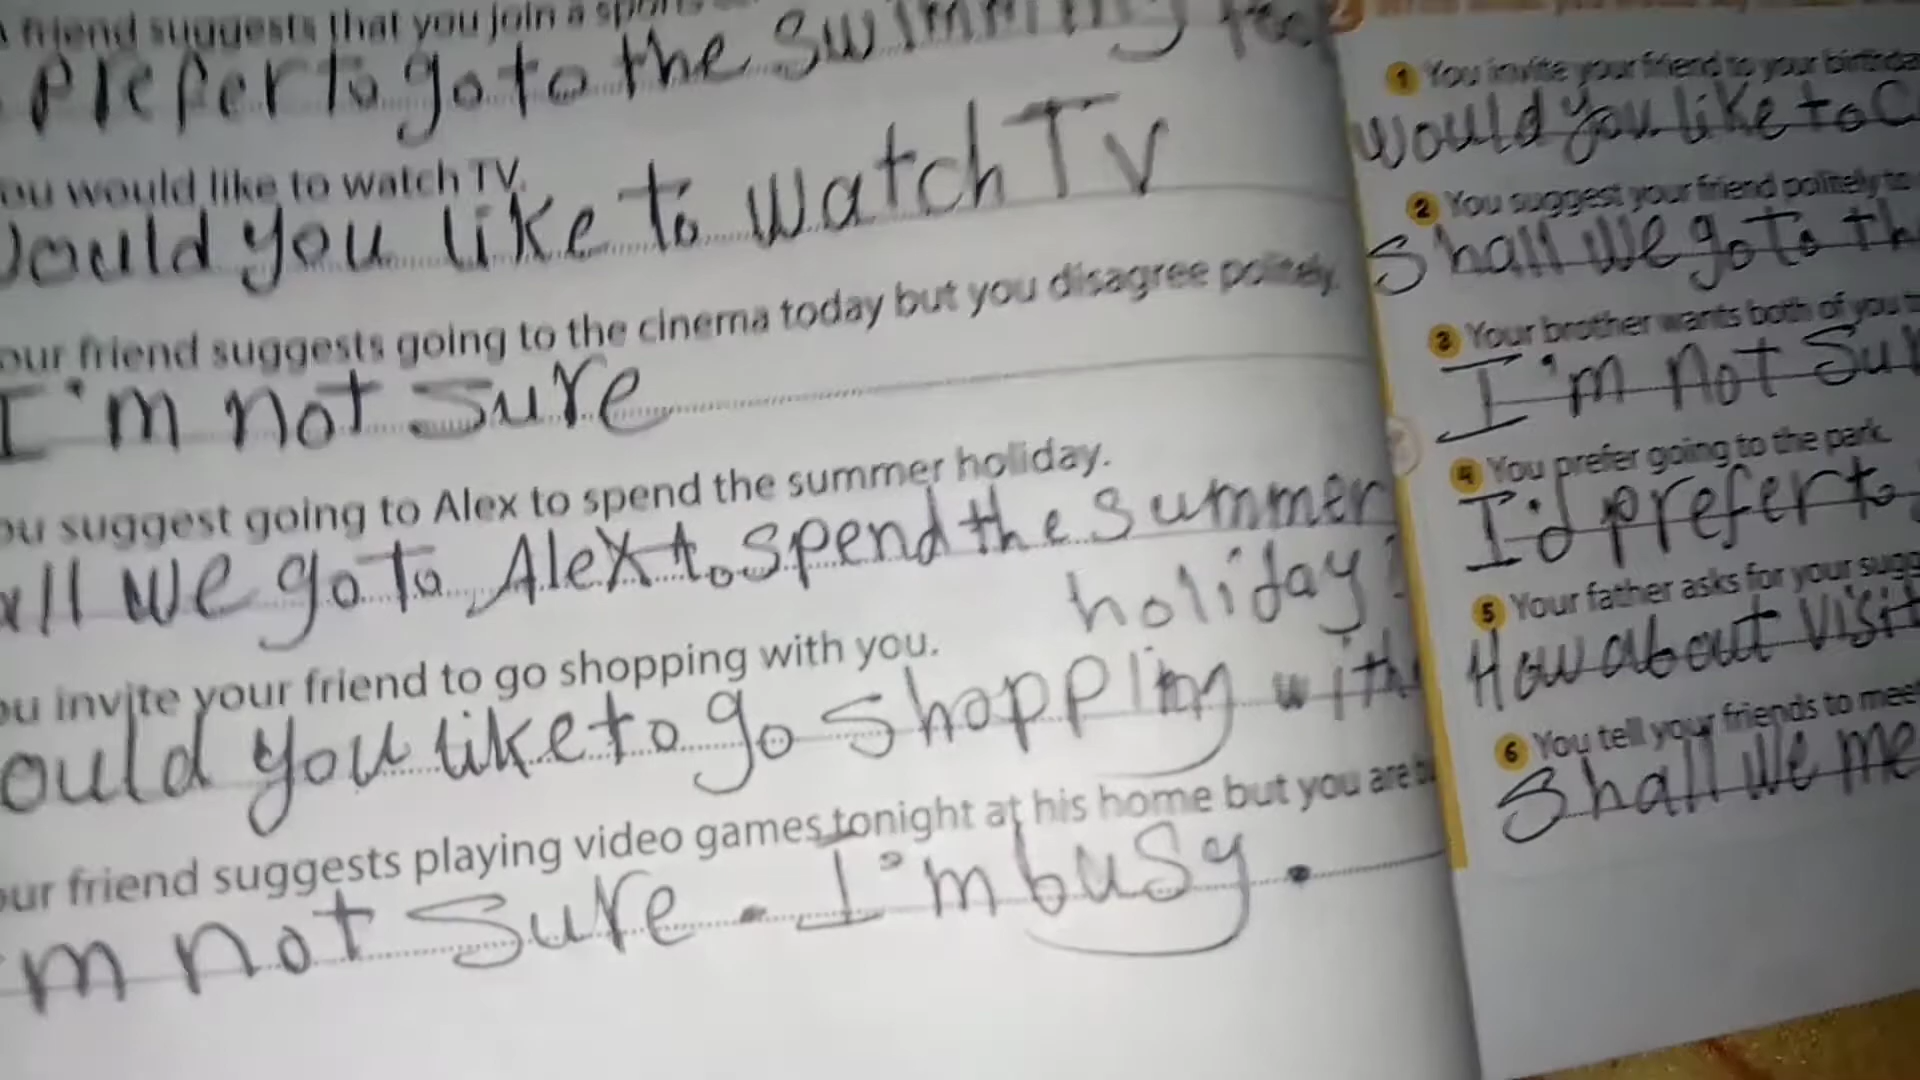 friend suggests that you join a sports
prefer to go to the swimming
ou would like to watch TV.
ould you like to watch TV
our friend suggests going to the cinema today but you disagree politely.
I'm not sure
ou suggest going to Alex to spend the summer holiday.
all we go to Alex to spend the summer
holiday?
ou invite your friend to go shopping with you.
ould you like to go shopping with
our friend suggests playing video games tonight at his home but you are
m not sure. I'm busy.
1 You invite your friend to your birthda
Would you like to C
2 You suggest your friend politely to
Shall we go to th
3 Your brother wants both of you t
I'm not Su
4 You prefer going to the park.
I'd prefer to
5 Your father asks for your sugg
How about visit
6 You tell your friends to mee
Shall we me